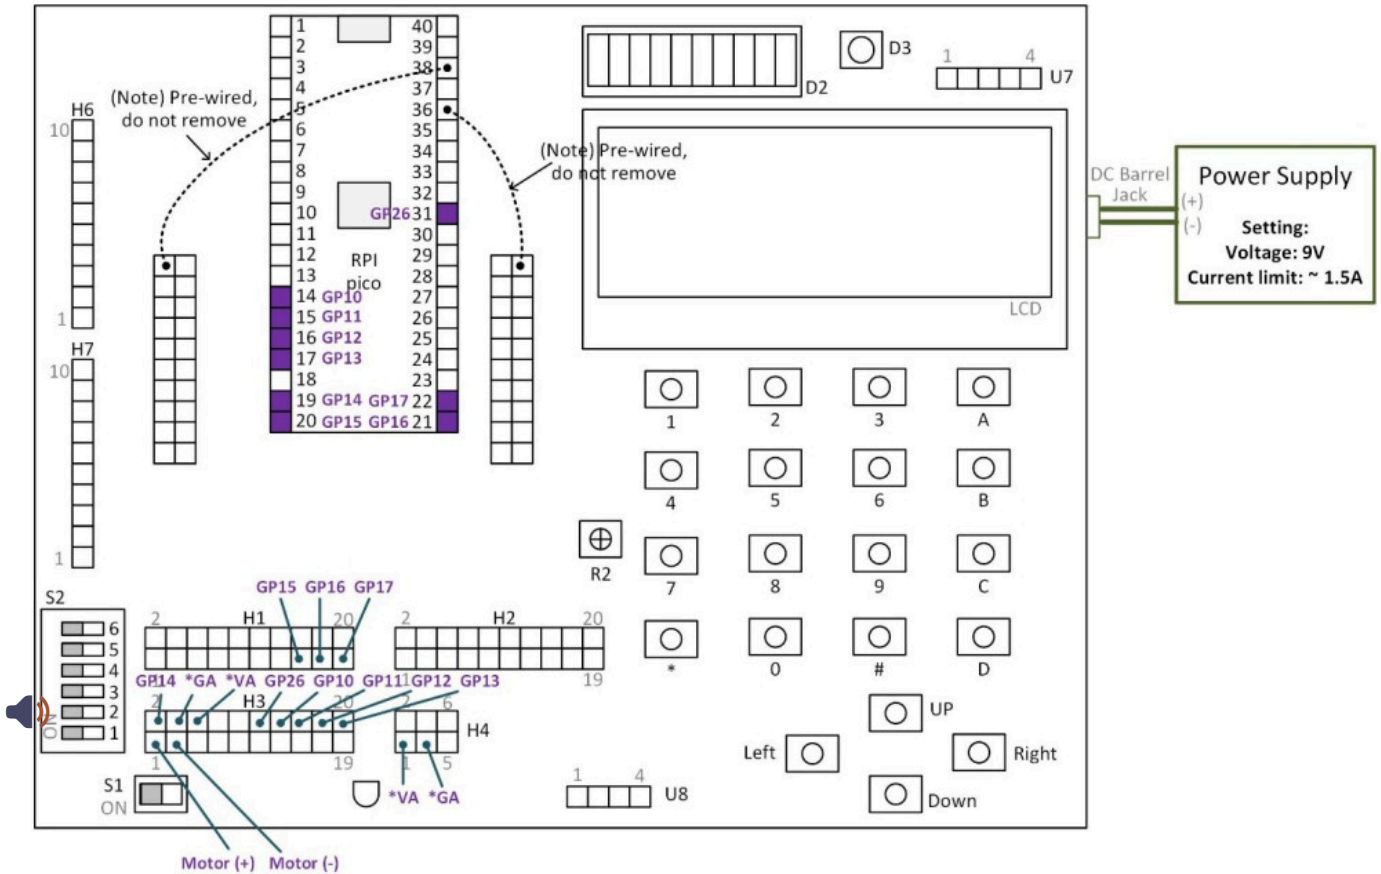 1 40
2 39
3 38
4 37
5 36
6 35
7 34
8 33
9 32
10 GP26 31
11 30
12 29
13 28
14 GP10 27
15 GP11 26
16 GP12 25
17 GP13 24
18 23
19 GP14 GP17 22
20 GP15 GP16 21
RPI
pico
(Note) Pre-wired,
do not remove
(Note) Pre-wired,
do not remove
H6
10
1
H7
10
1
D2
D3
1 4
U7
LCD
DC Barrel
Jack
(+)
(-)
Power Supply
Setting:
Voltage: 9V
Current limit: ~ 1.5A
1 2 3 A
4 5 6 B
7 8 9 C
* 0 # D
R2
UP
Left
Right
Down
S2
6
5
4
3
2
1
ON
GP15 GP16 GP17
2 H1 20
1
2 H2 20
1 19
GP14 *GA *VA GP26 GP10 GP11 GP12 GP13
2 H3 20
1 19
2 6
H4
1 5
*VA *GA
S1
ON
1 4
U8
Motor (+) Motor (-)